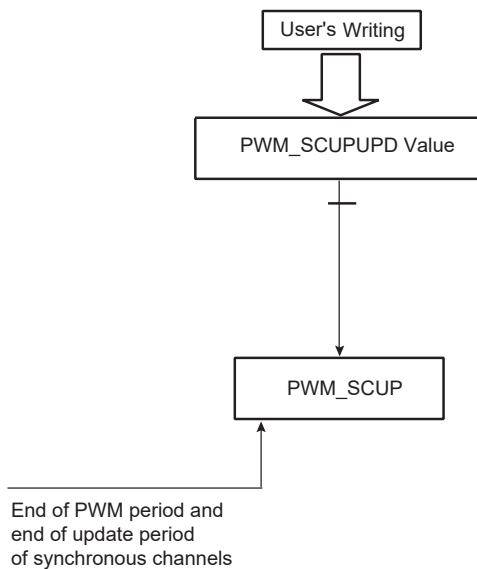 User's Writing
PWM_SCUPUPD Value
PWM_SCUP
End of PWM period and
end of update period
of synchronous channels